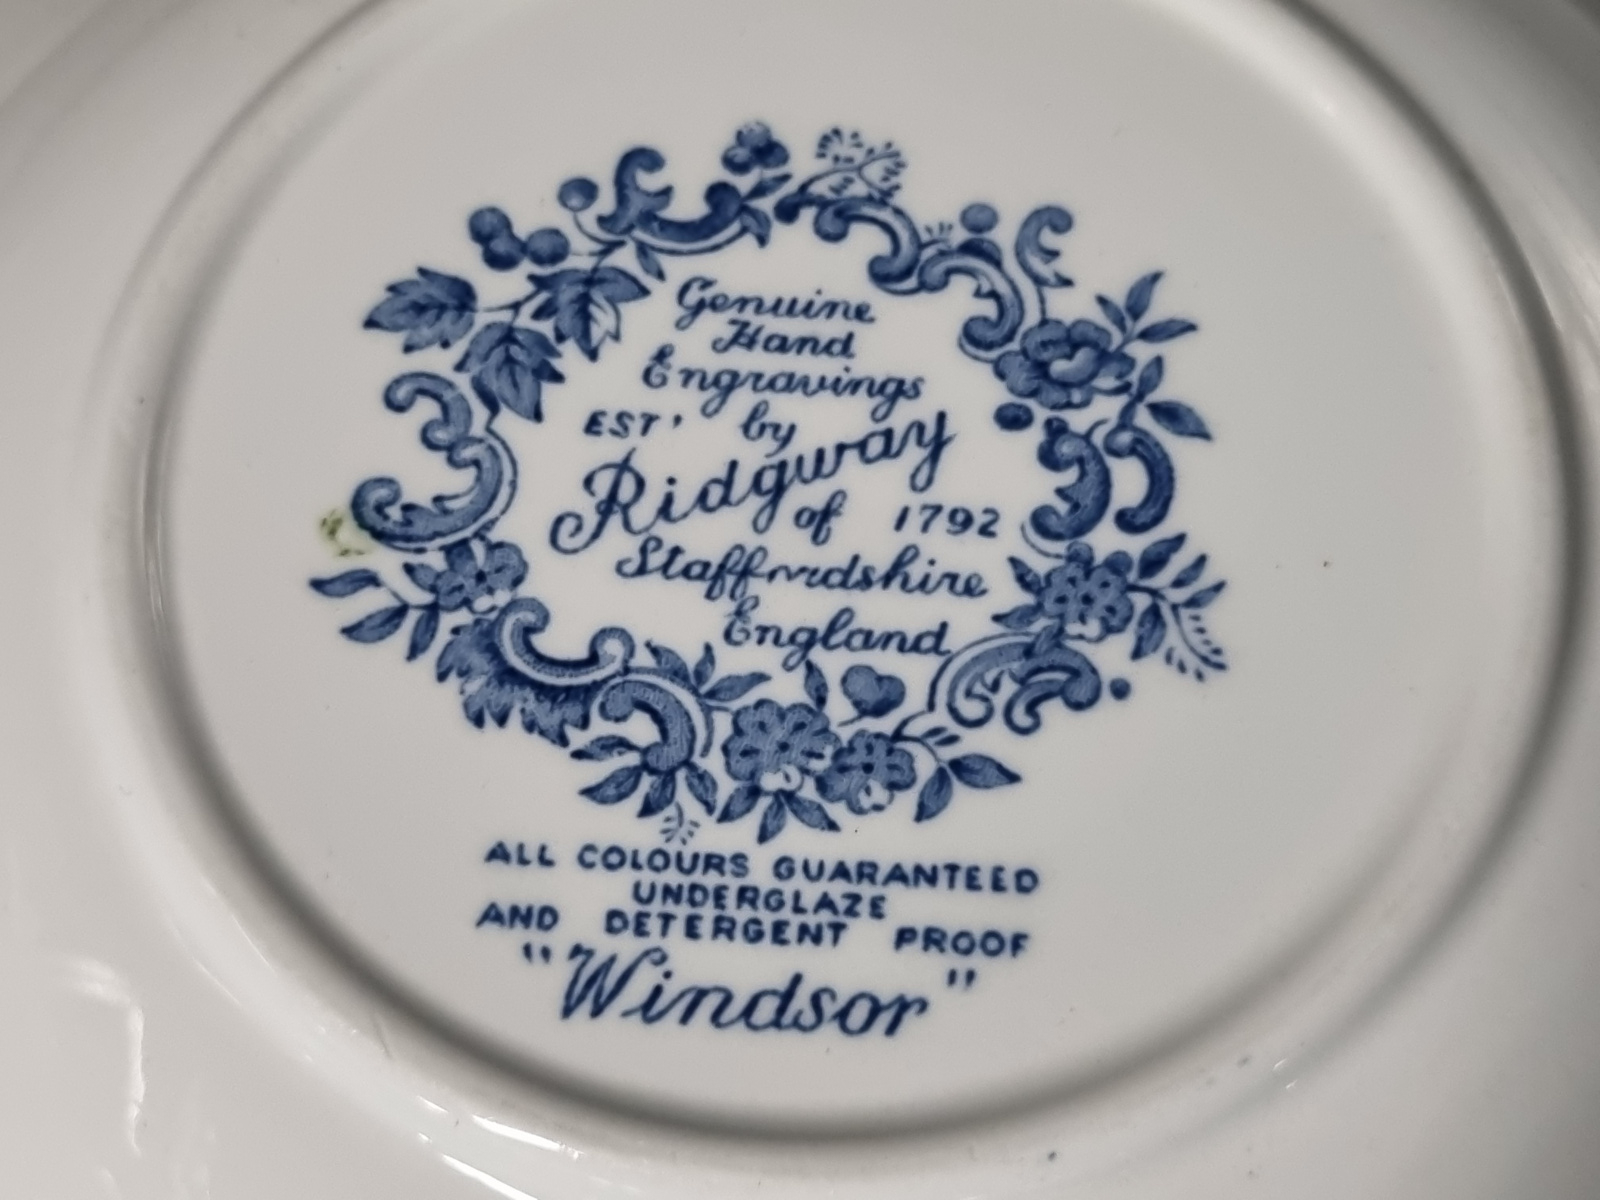 Genuine
Hand
Engravings
EST' by
Ridgway
of 1792
Staffordshire
England
ALL COLOURS GUARANTEED
UNDERGLAZE
AND DETERGENT PROOF
"Windsor"